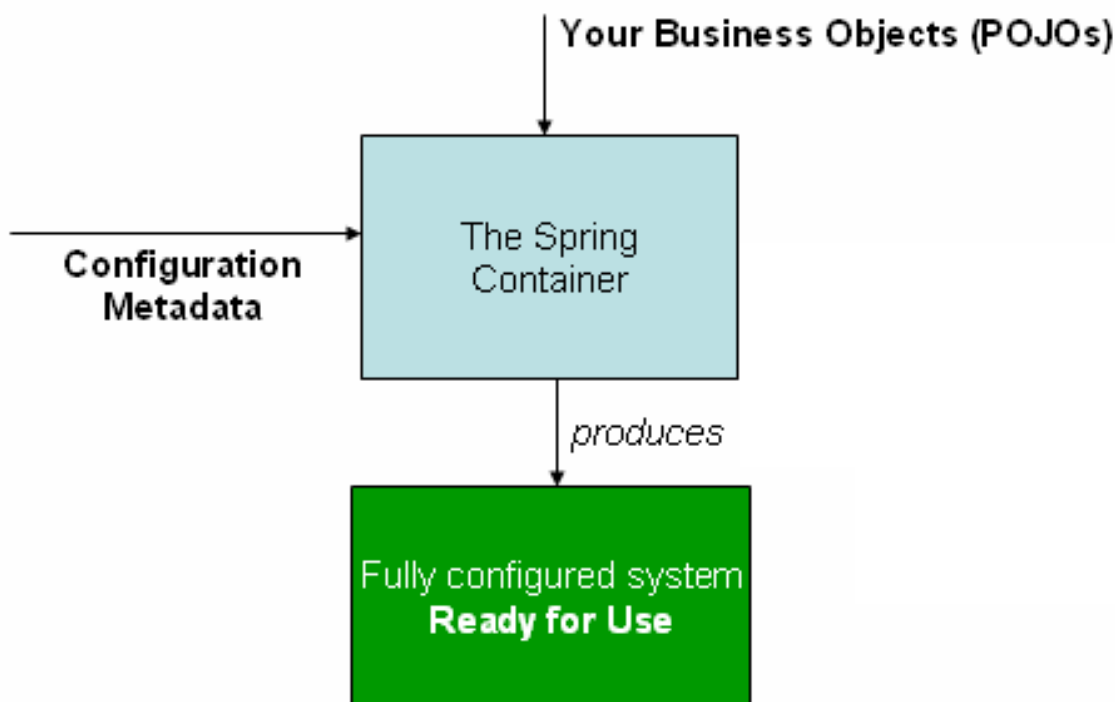 Your Business Objects (POJOs)
The Spring
Container
Configuration
Metadata
produces
Fully configured system
Ready for Use